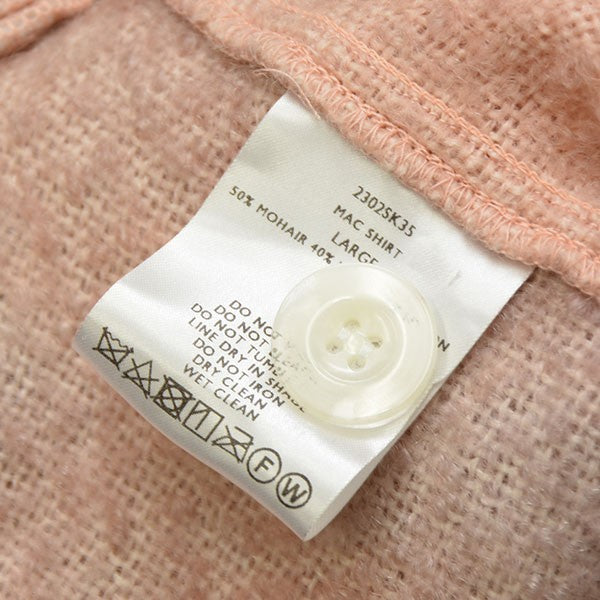 2302SK35
MAC SHIRT
LARGE
50% MOHAIR 40%
DO NOT
DO NOT
DO NOT
LINE DRY IN SHADE
DO NOT IRON
DRY CLEAN
WET CLEAN
F W